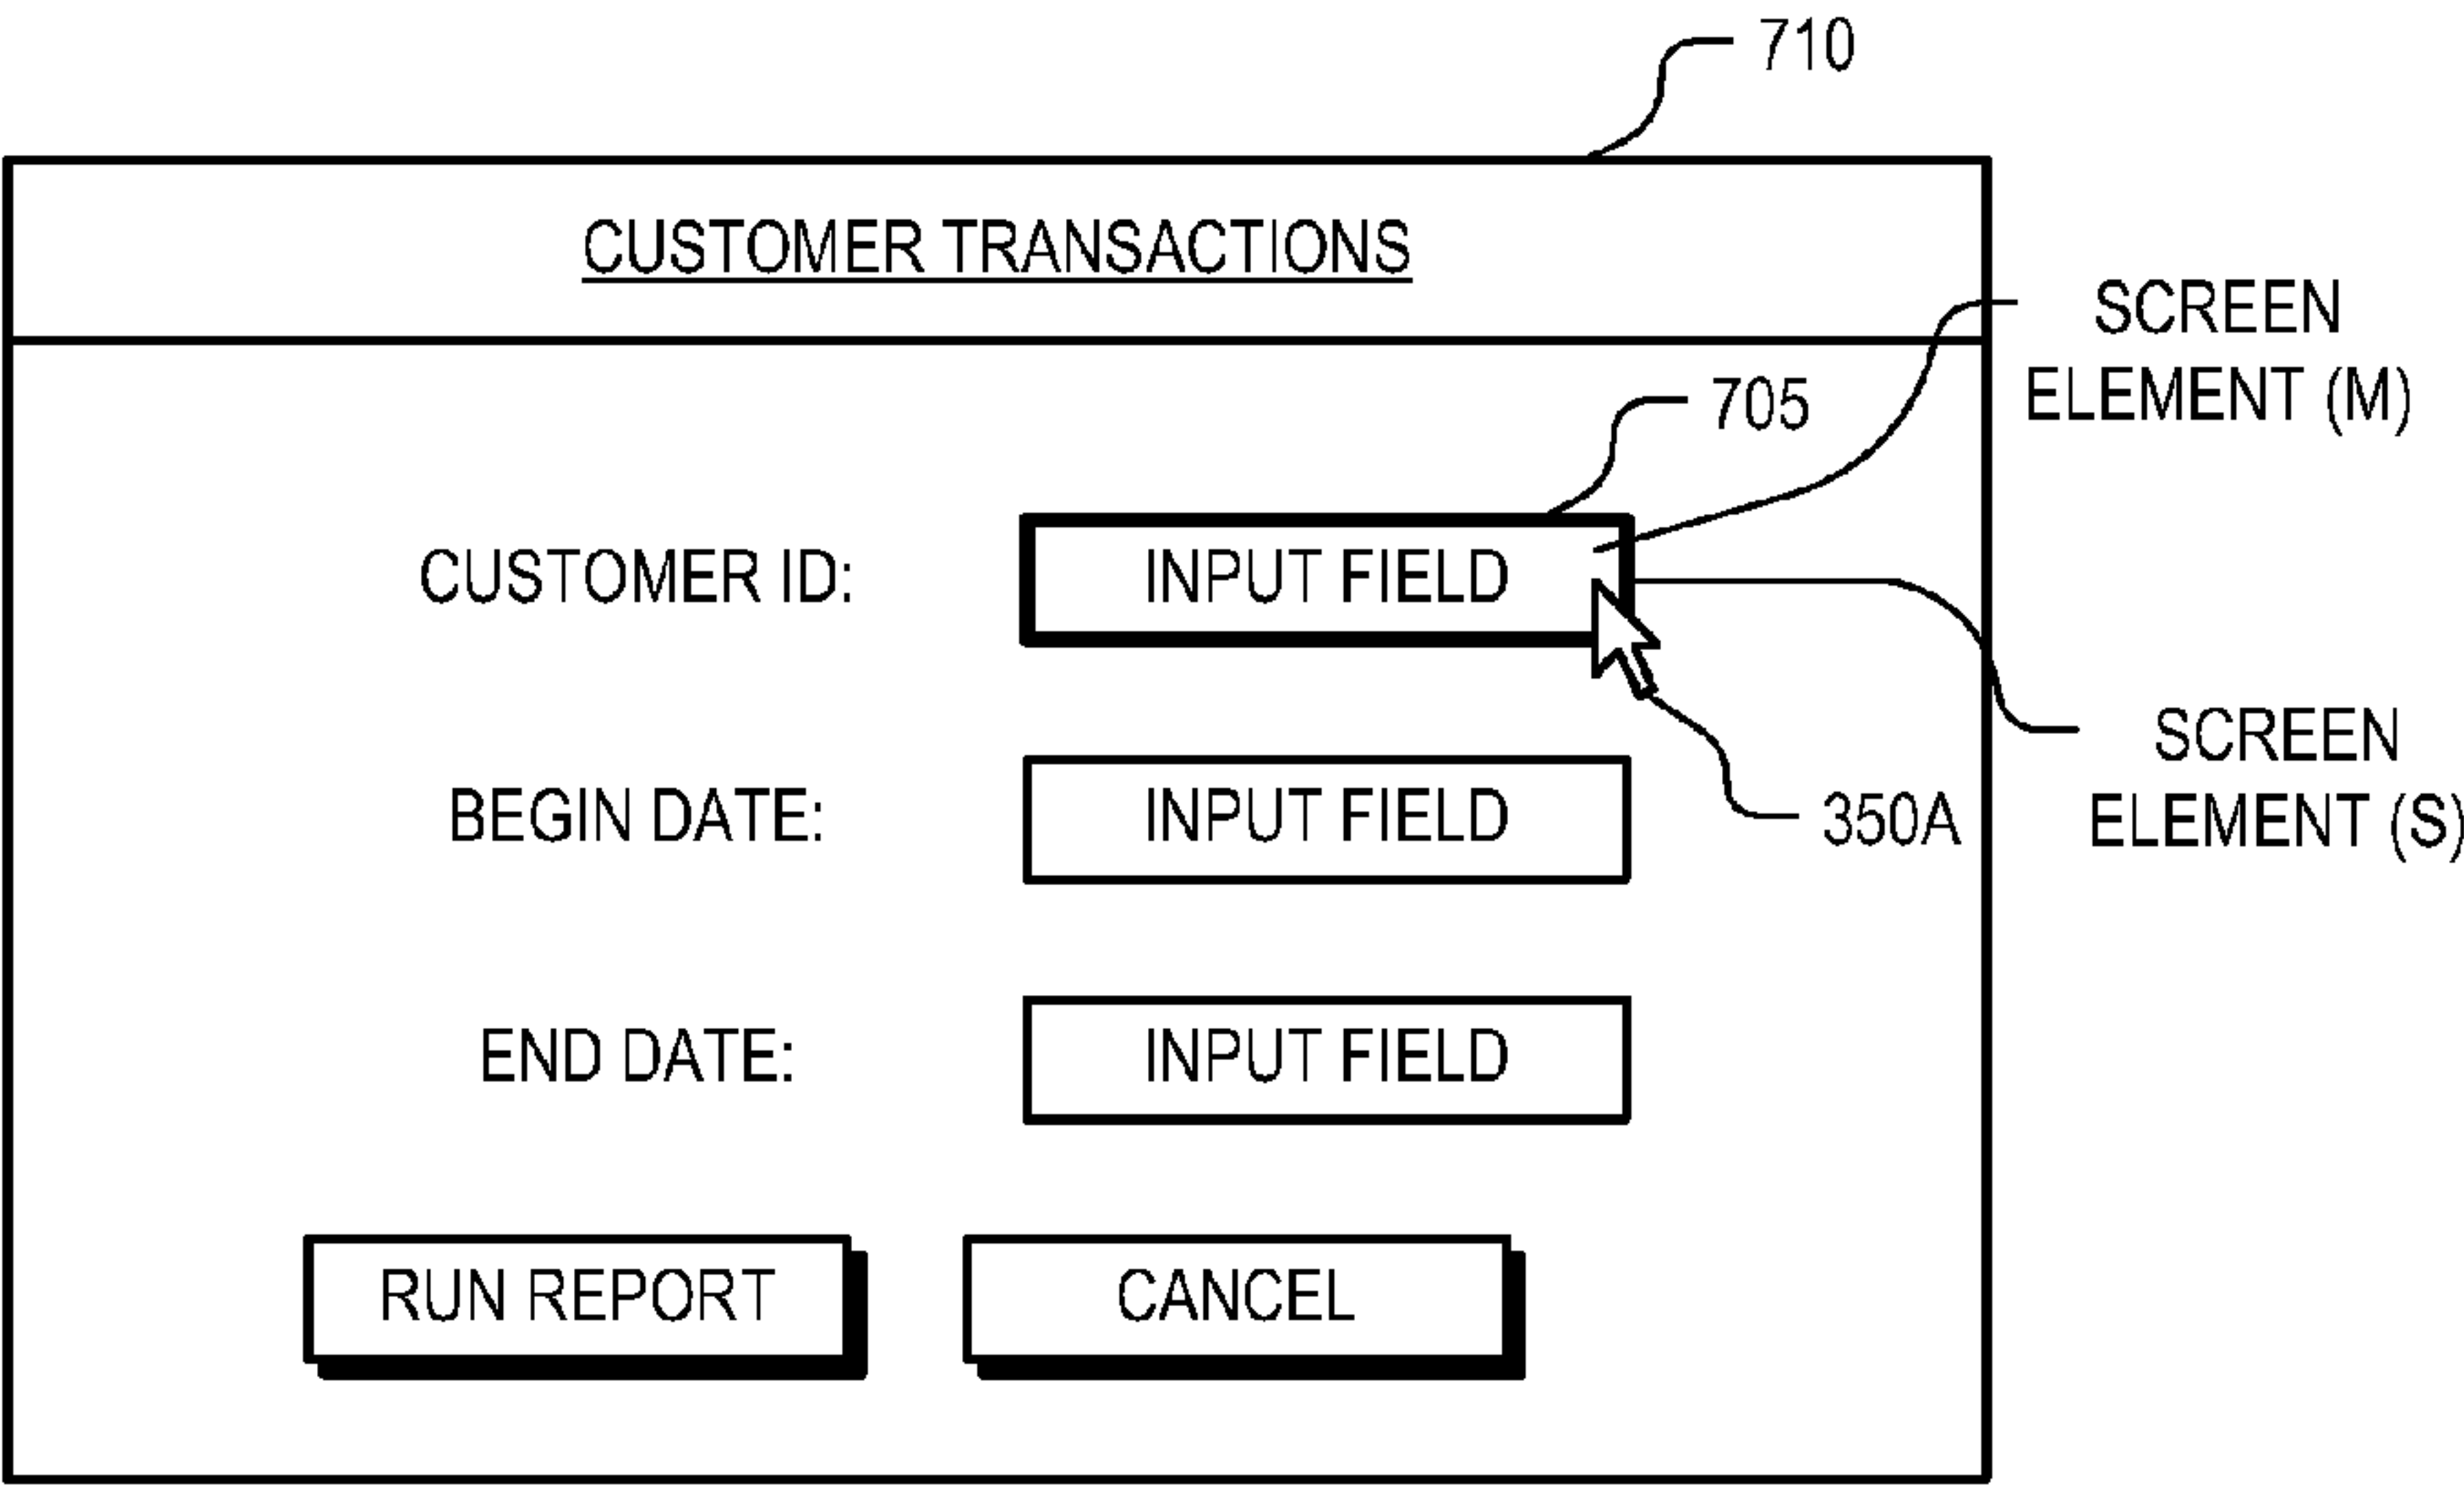 710
CUSTOMER TRANSACTIONS
SCREEN
ELEMENT (M)
705
CUSTOMER ID:
INPUT FIELD
SCREEN
ELEMENT (S)
350A
BEGIN DATE:
INPUT FIELD
END DATE:
INPUT FIELD
RUN REPORT
CANCEL